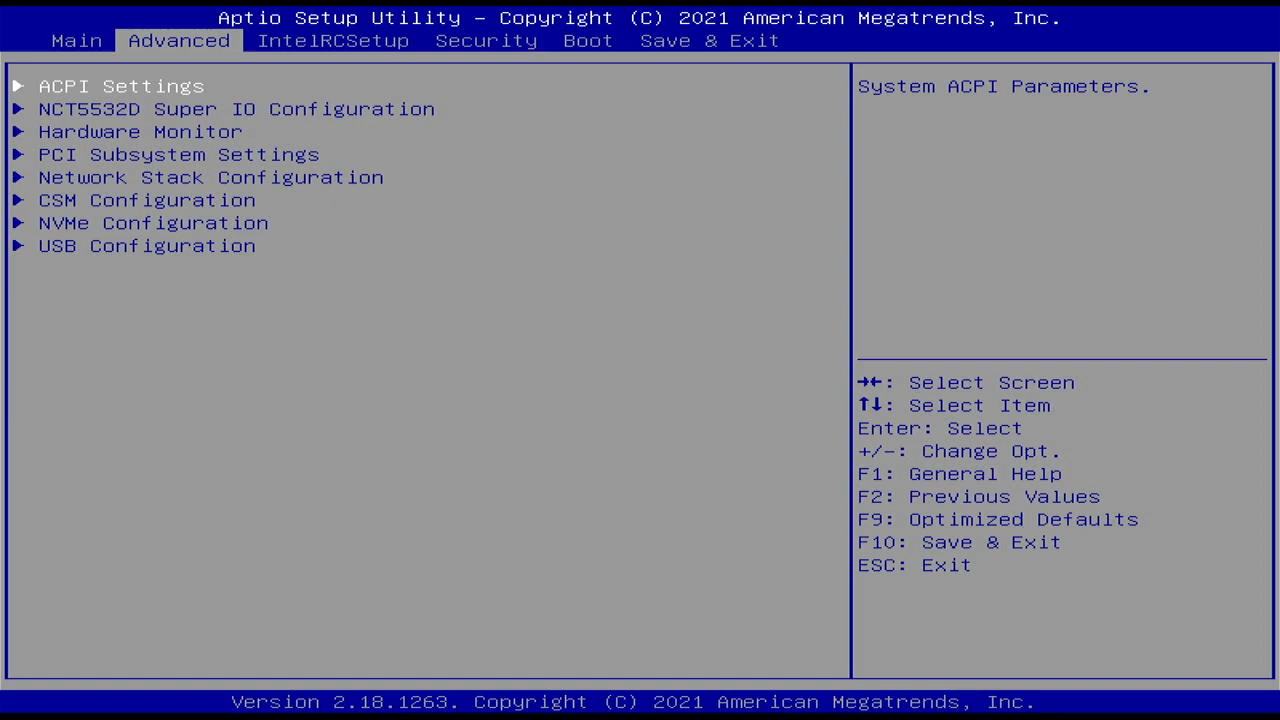 Aptio Setup Utility - Copyright (C) 2021 American Megatrends, Inc.
Main Advanced IntelRCSetup Security Boot Save & Exit
ACPI Settings
NCT5532D Super IO Configuration
Hardware Monitor
PCI Subsystem Settings
Network Stack Configuration
CSM Configuration
NVMe Configuration
USB Configuration
System ACPI Parameters.
→←: Select Screen
↑↓: Select Item
Enter: Select
+/-: Change Opt.
F1: General Help
F2: Previous Values
F9: Optimized Defaults
F10: Save & Exit
ESC: Exit
Version 2.18.1263. Copyright (C) 2021 American Megatrends, Inc.